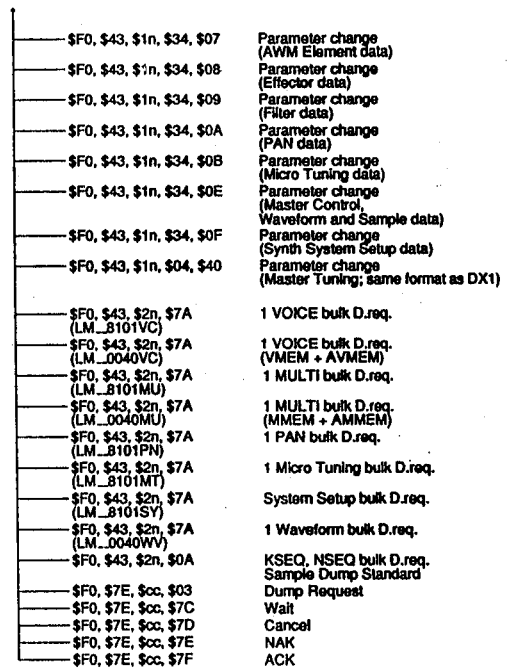 $F0, $43, $1n, $34, $07 Parameter change
(AWM Element data)
$F0, $43, $1n, $34, $08 Parameter change
(Effector data)
$F0, $43, $1n, $34, $09 Parameter change
(Filter data)
$F0, $43, $1n, $34, $0A Parameter change
(PAN data)
$F0, $43, $1n, $34, $0B Parameter change
(Micro Tuning data)
$F0, $43, $1n, $34, $0E Parameter change
(Master Control,
Waveform and Sample data)
$F0, $43, $1n, $34, $0F Parameter change
(Synth System Setup data)
$F0, $43, $1n, $04, $40 Parameter change
(Master Tuning; same format as DX1)
$F0, $43, $2n, $7A 1 VOICE bulk D.req.
(LM__8101VC)
$F0, $43, $2n, $7A 1 VOICE bulk D.req.
(LM__0040VC) (VMEM + AVMEM)
$F0, $43, $2n, $7A 1 MULTI bulk D.req.
(LM__8101MU)
$F0, $43, $2n, $7A 1 MULTI bulk D.req.
(LM__0040MU) (MMEM + AMMEM)
$F0, $43, $2n, $7A 1 PAN bulk D.req.
(LM__8101PN)
$F0, $43, $2n, $7A 1 Micro Tuning bulk D.req.
(LM__8101MT)
$F0, $43, $2n, $7A System Setup bulk D.req.
(LM__8101SY)
$F0, $43, $2n, $7A 1 Waveform bulk D.req.
(LM__0040WV)
$F0, $43, $2n, $0A KSEQ, NSEQ bulk D.req.
Sample Dump Standard
$F0, $7E, $cc, $03 Dump Request
$F0, $7E, $cc, $7C Wait
$F0, $7E, $cc, $7D Cancel
$F0, $7E, $cc, $7E NAK
$F0, $7E, $cc, $7F ACK